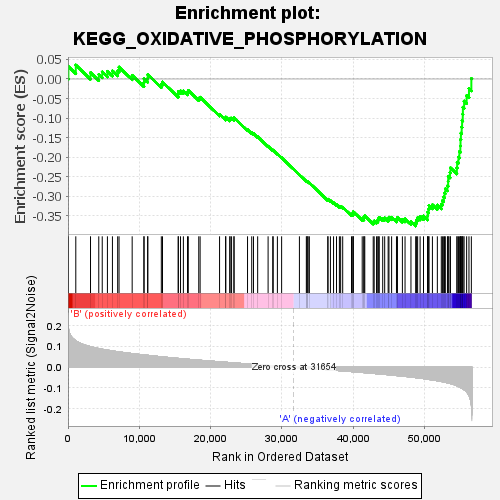 Enrichment plot:
KEGG_OXIDATIVE_PHOSPHORYLATION
Enrichment score (ES)
0.05
0.00
-0.05
-0.10
-0.15
-0.20
-0.25
-0.30
-0.35
'B' (positively correlated)
Ranked list metric (Signal2Noise)
0.2
0.1
0.0
-0.1
-0.2
Zero cross at 31654
'A' (negatively correlated)
0
10,000
20,000
30,000
40,000
50,000
Rank in Ordered Dataset
Enrichment profile
Hits
Ranking metric scores